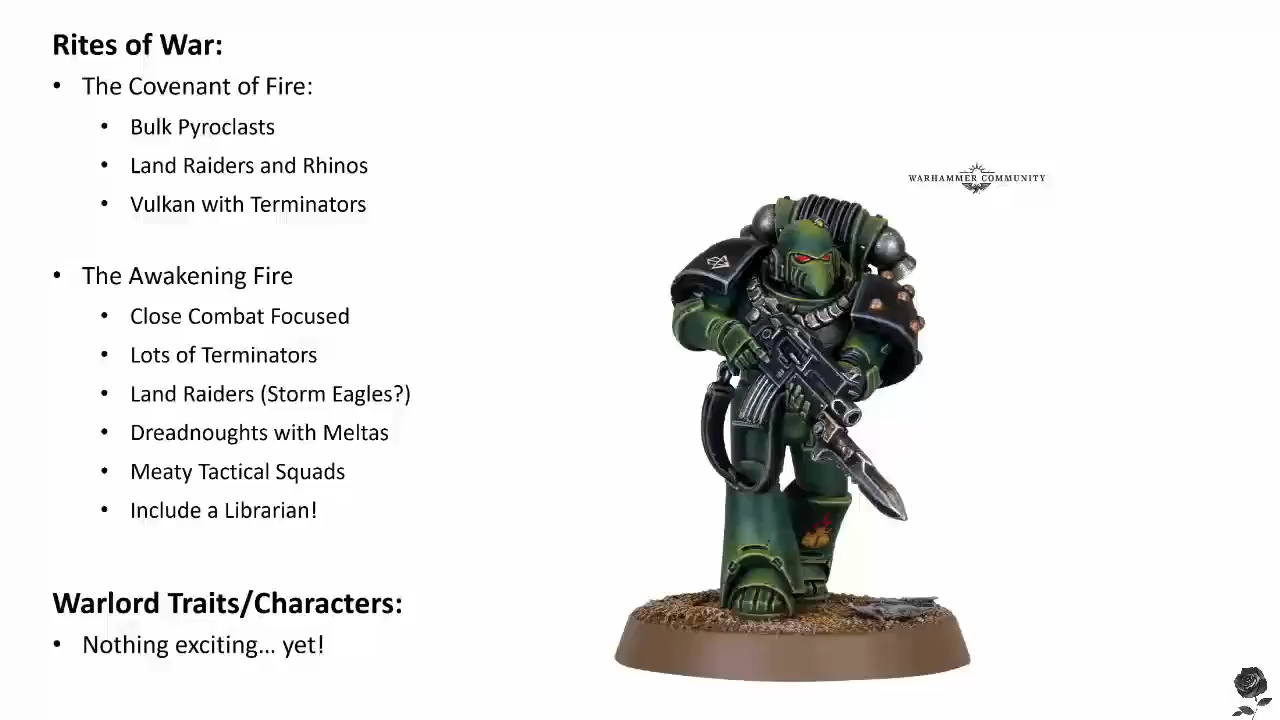 Rites of War:
• The Covenant of Fire:
• Bulk Pyroclasts
• Land Raiders and Rhinos
• Vulkan with Terminators
• The Awakening Fire
• Close Combat Focused
• Lots of Terminators
• Land Raiders (Storm Eagles?)
• Dreadnoughts with Meltas
• Meaty Tactical Squads
• Include a Librarian!
Warlord Traits/Characters:
• Nothing exciting... yet!
WARHAMMER COMMUNITY